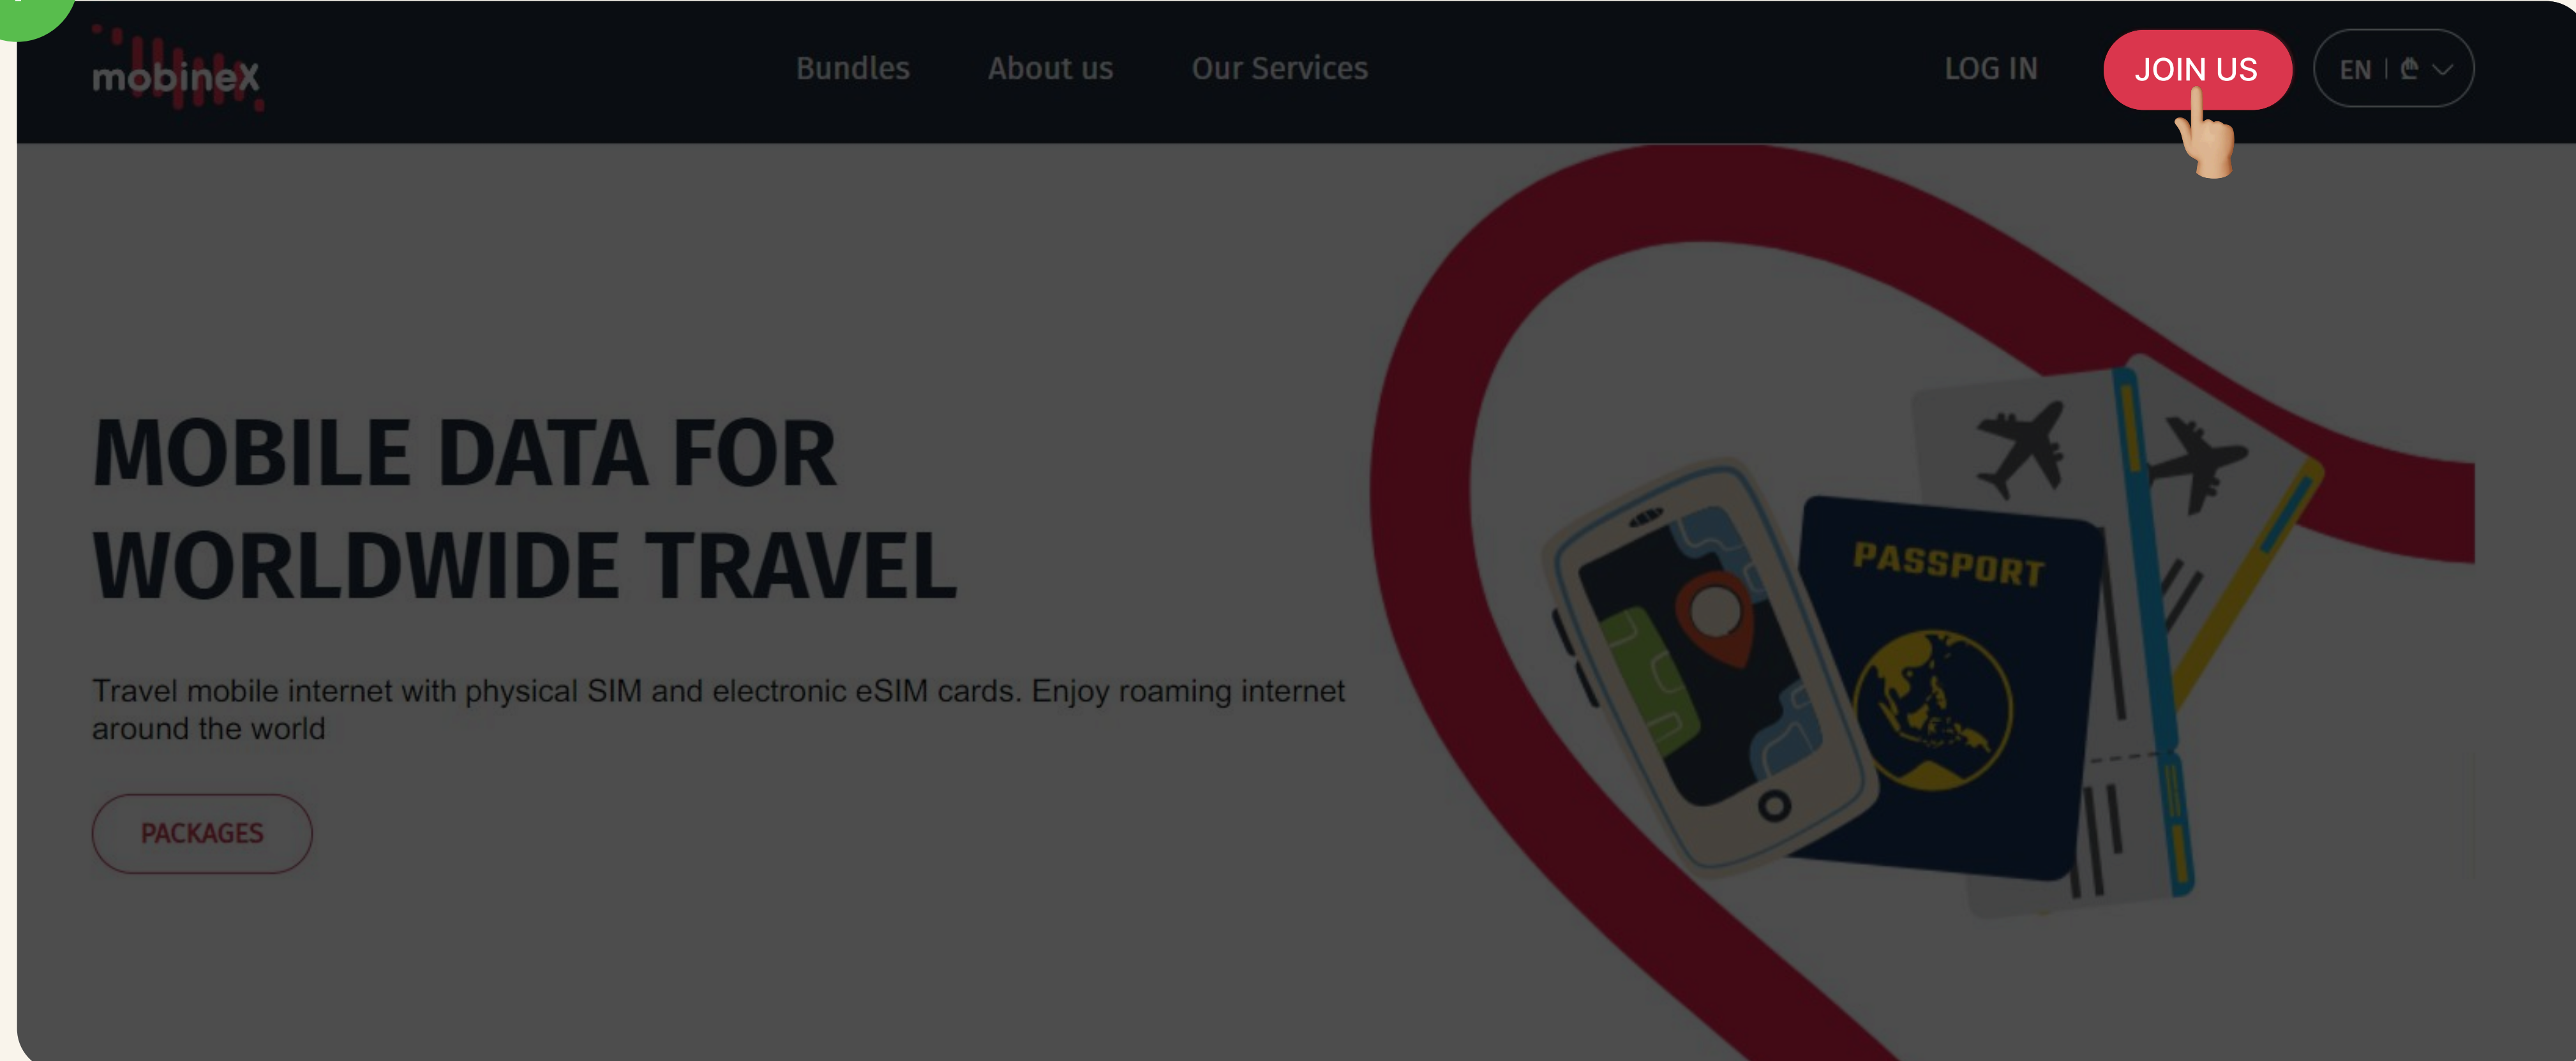 mobineX
Bundles
About us
Our Services
LOG IN
JOIN US
EN | ₾
MOBILE DATA FOR
WORLDWIDE TRAVEL
Travel mobile internet with physical SIM and electronic eSIM cards. Enjoy roaming internet
around the world
PACKAGES
PASSPORT